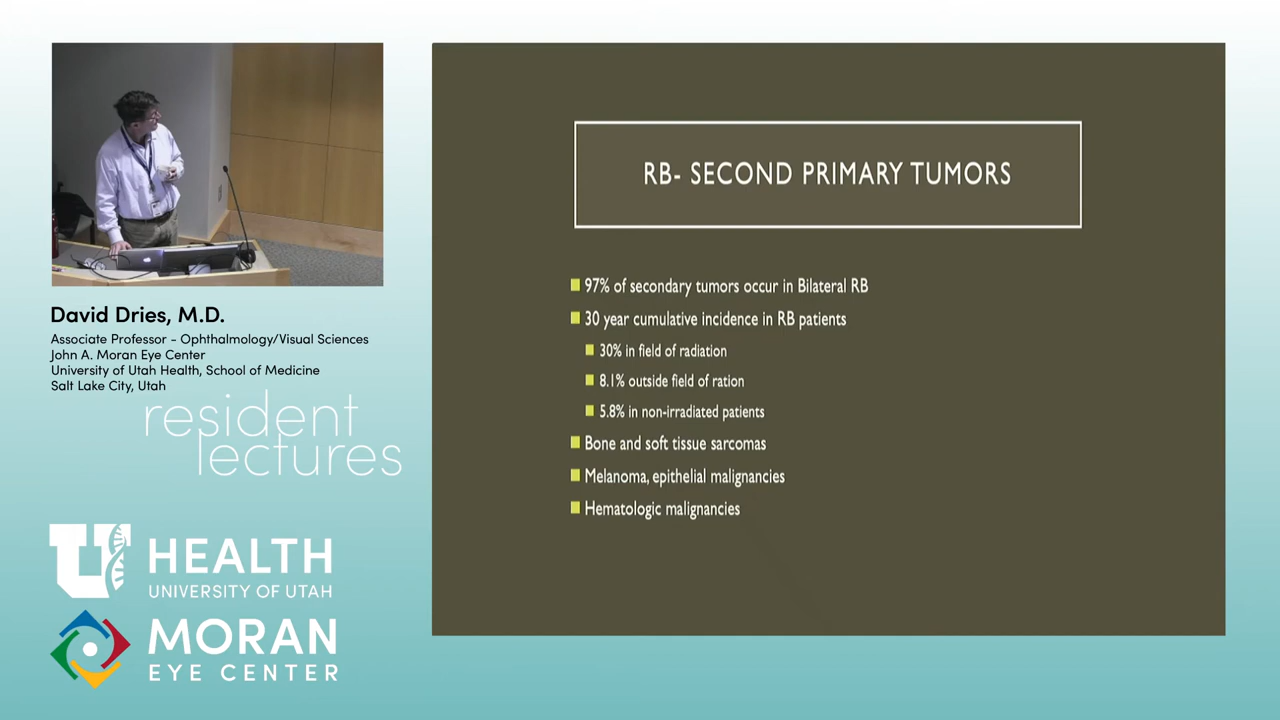 David Dries, M.D.
Associate Professor - Ophthalmology/Visual Sciences
John A. Moran Eye Center
University of Utah Health, School of Medicine
Salt Lake City, Utah
resident
lectures
U HEALTH
UNIVERSITY OF UTAH
MORAN
EYE CENTER
RB- SECOND PRIMARY TUMORS
97% of secondary tumors occur in Bilateral RB
30 year cumulative incidence in RB patients
30% in field of radiation
8.1% outside field of ration
5.8% in non-irradiated patients
Bone and soft tissue sarcomas
Melanoma, epithelial malignancies
Hematologic malignancies